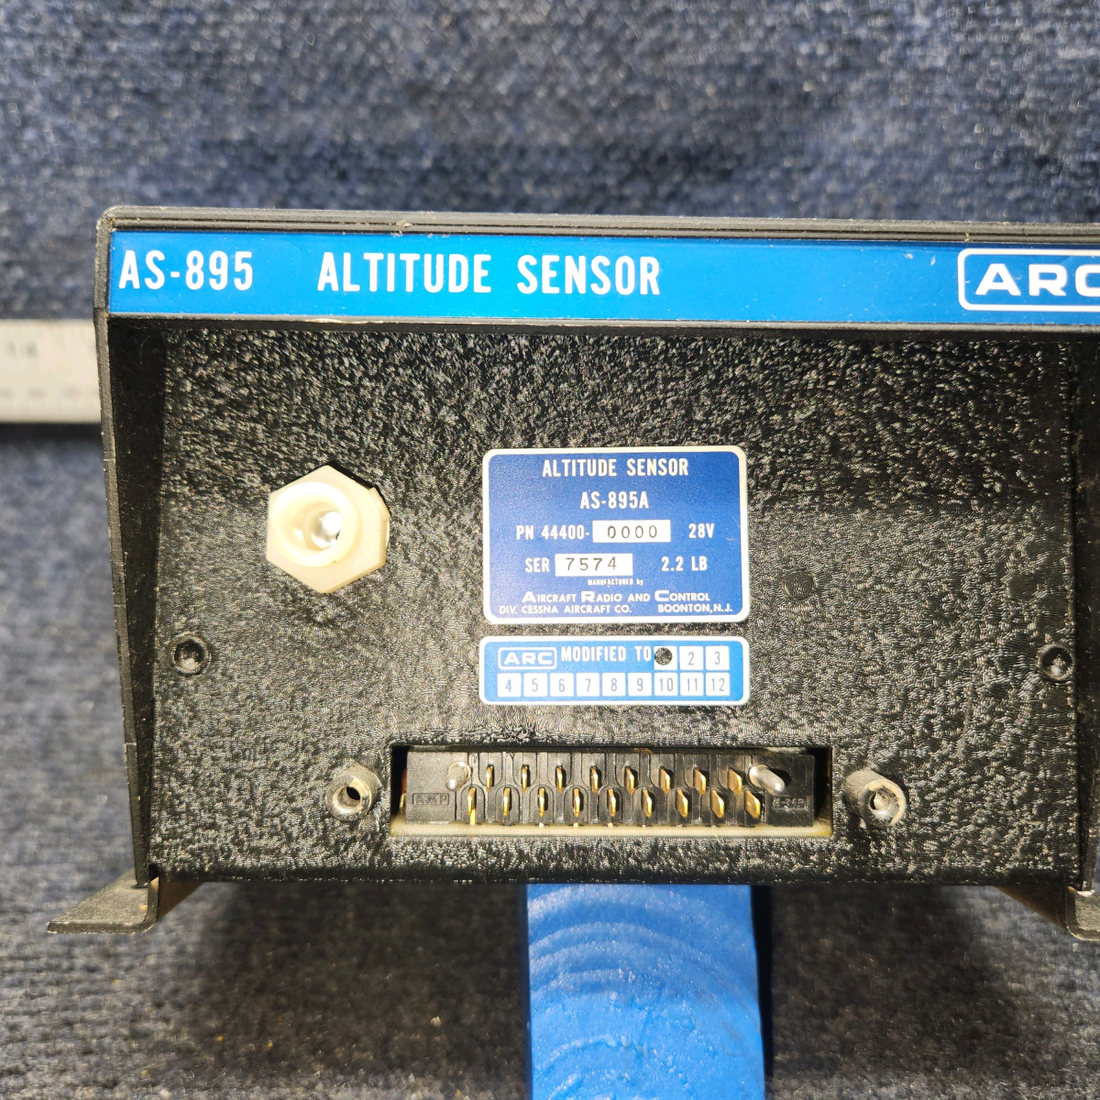 AS-895 ALTITUDE SENSOR ARC
14
ALTITUDE SENSOR
AS-895A
PN 44400-0000 28V
SER 7574 2.2 LB
MANUFACTURED by
AIRCRAFT RADIO AND CONTROL
DIV. CESSNA AIRCRAFT CO. BOONTON, N.J.
ARC MODIFIED TO 2 3
4 5 6 7 8 9 10 11 12
AMP